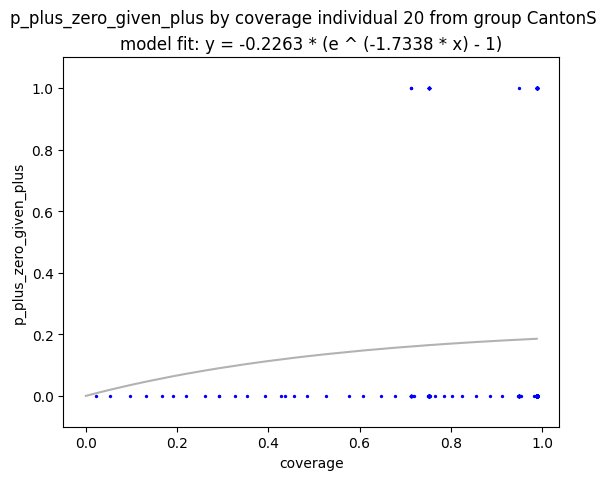 p_plus_zero_given_plus by coverage individual 20 from group CantonS
model fit: y = -0.2263 * (e ^ (-1.7338 * x) - 1)
p_plus_zero_given_plus
1.0
0.8
0.6
0.4
0.2
0.0
0.0 0.2 0.4 0.6 0.8 1.0
coverage